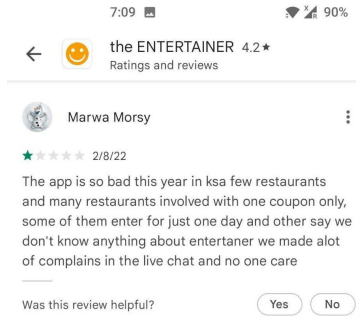 7:09 90%
the ENTERTAINER 4.2★
Ratings and reviews
Marwa Morsy
2/8/22
The app is so bad this year in ksa few restaurants
and many restaurants involved with one coupon only,
some of them enter for just one day and other say we
don't know anything about entertaner we made alot
of complains in the live chat and no one care
Was this review helpful? Yes No